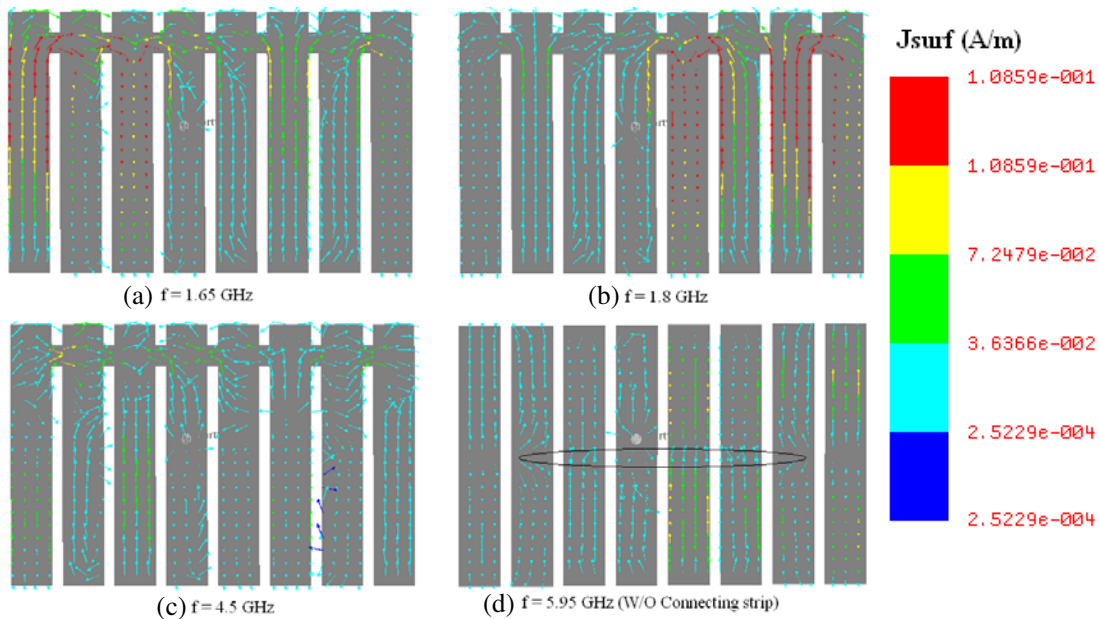 Jsurf (A/m)
1.0859e-001
1.0859e-001
7.2479e-002
3.6366e-002
2.5229e-004
2.5229e-004
(a) f = 1.65 GHz
(b) f = 1.8 GHz
(c) f = 4.5 GHz
(d) f = 5.95 GHz (W/O Connecting strip)